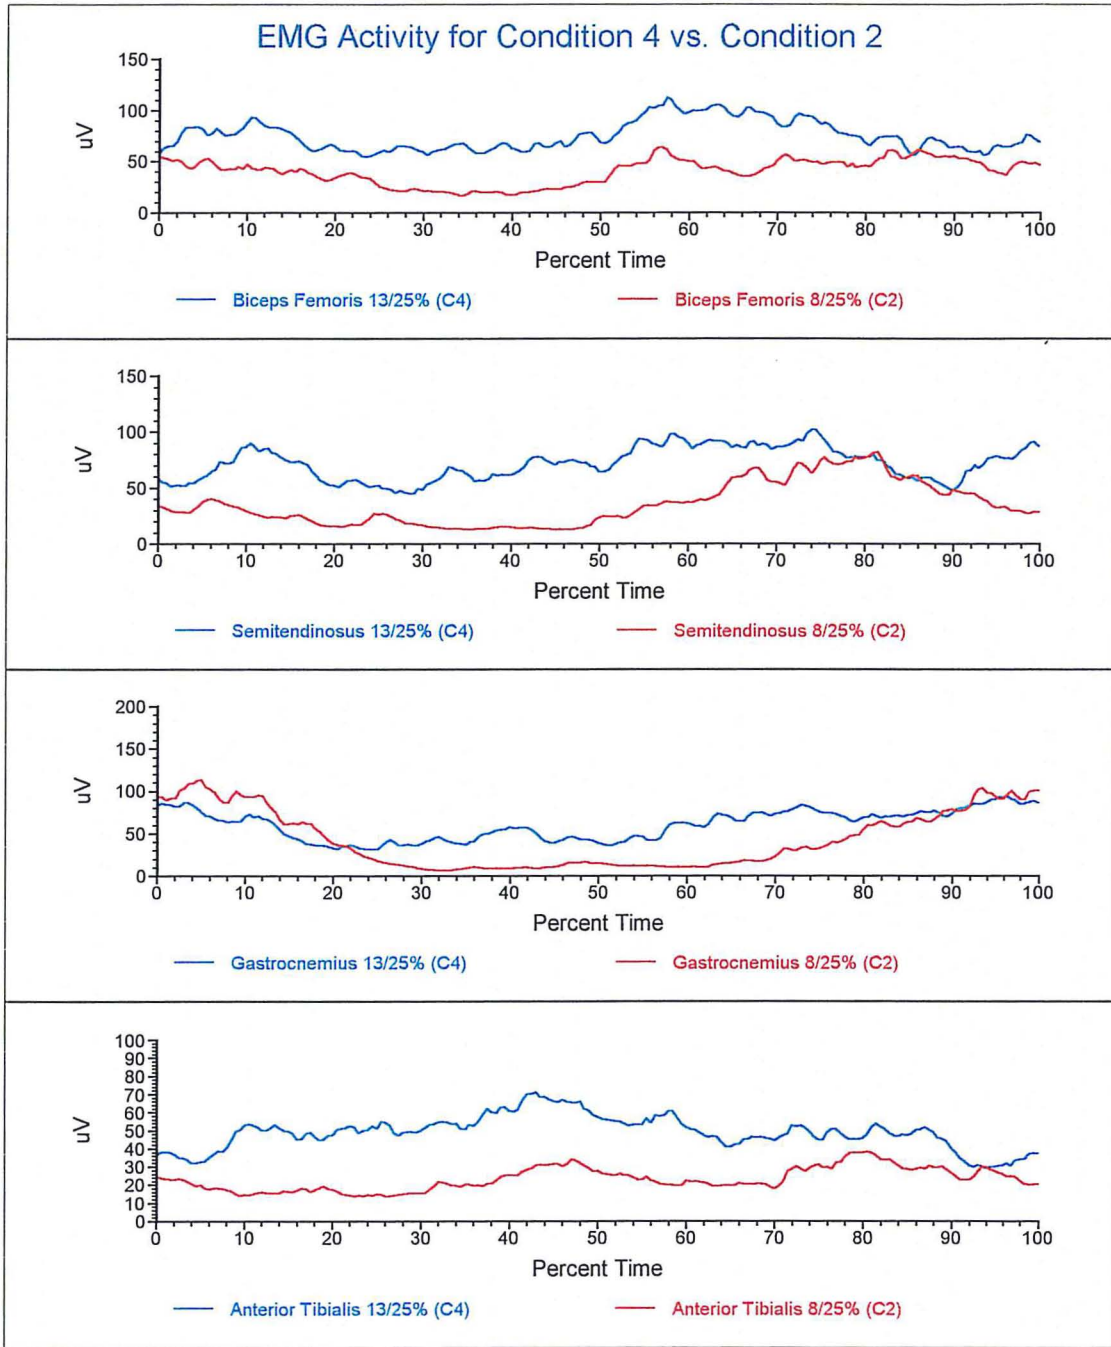 EMG Activity for Condition 4 vs. Condition 2
150
100
50
0
uV
0 10 20 30 40 50 60 70 80 90 100
Percent Time
Biceps Femoris 13/25% (C4) Biceps Femoris 8/25% (C2)
150
100
50
0
uV
0 10 20 30 40 50 60 70 80 90 100
Percent Time
Semitendinosus 13/25% (C4) Semitendinosus 8/25% (C2)
200
150
100
50
0
uV
0 10 20 30 40 50 60 70 80 90 100
Percent Time
Gastrocnemius 13/25% (C4) Gastrocnemius 8/25% (C2)
100
90
80
70
60
50
40
30
20
10
0
uV
0 10 20 30 40 50 60 70 80 90 100
Percent Time
Anterior Tibialis 13/25% (C4) Anterior Tibialis 8/25% (C2)